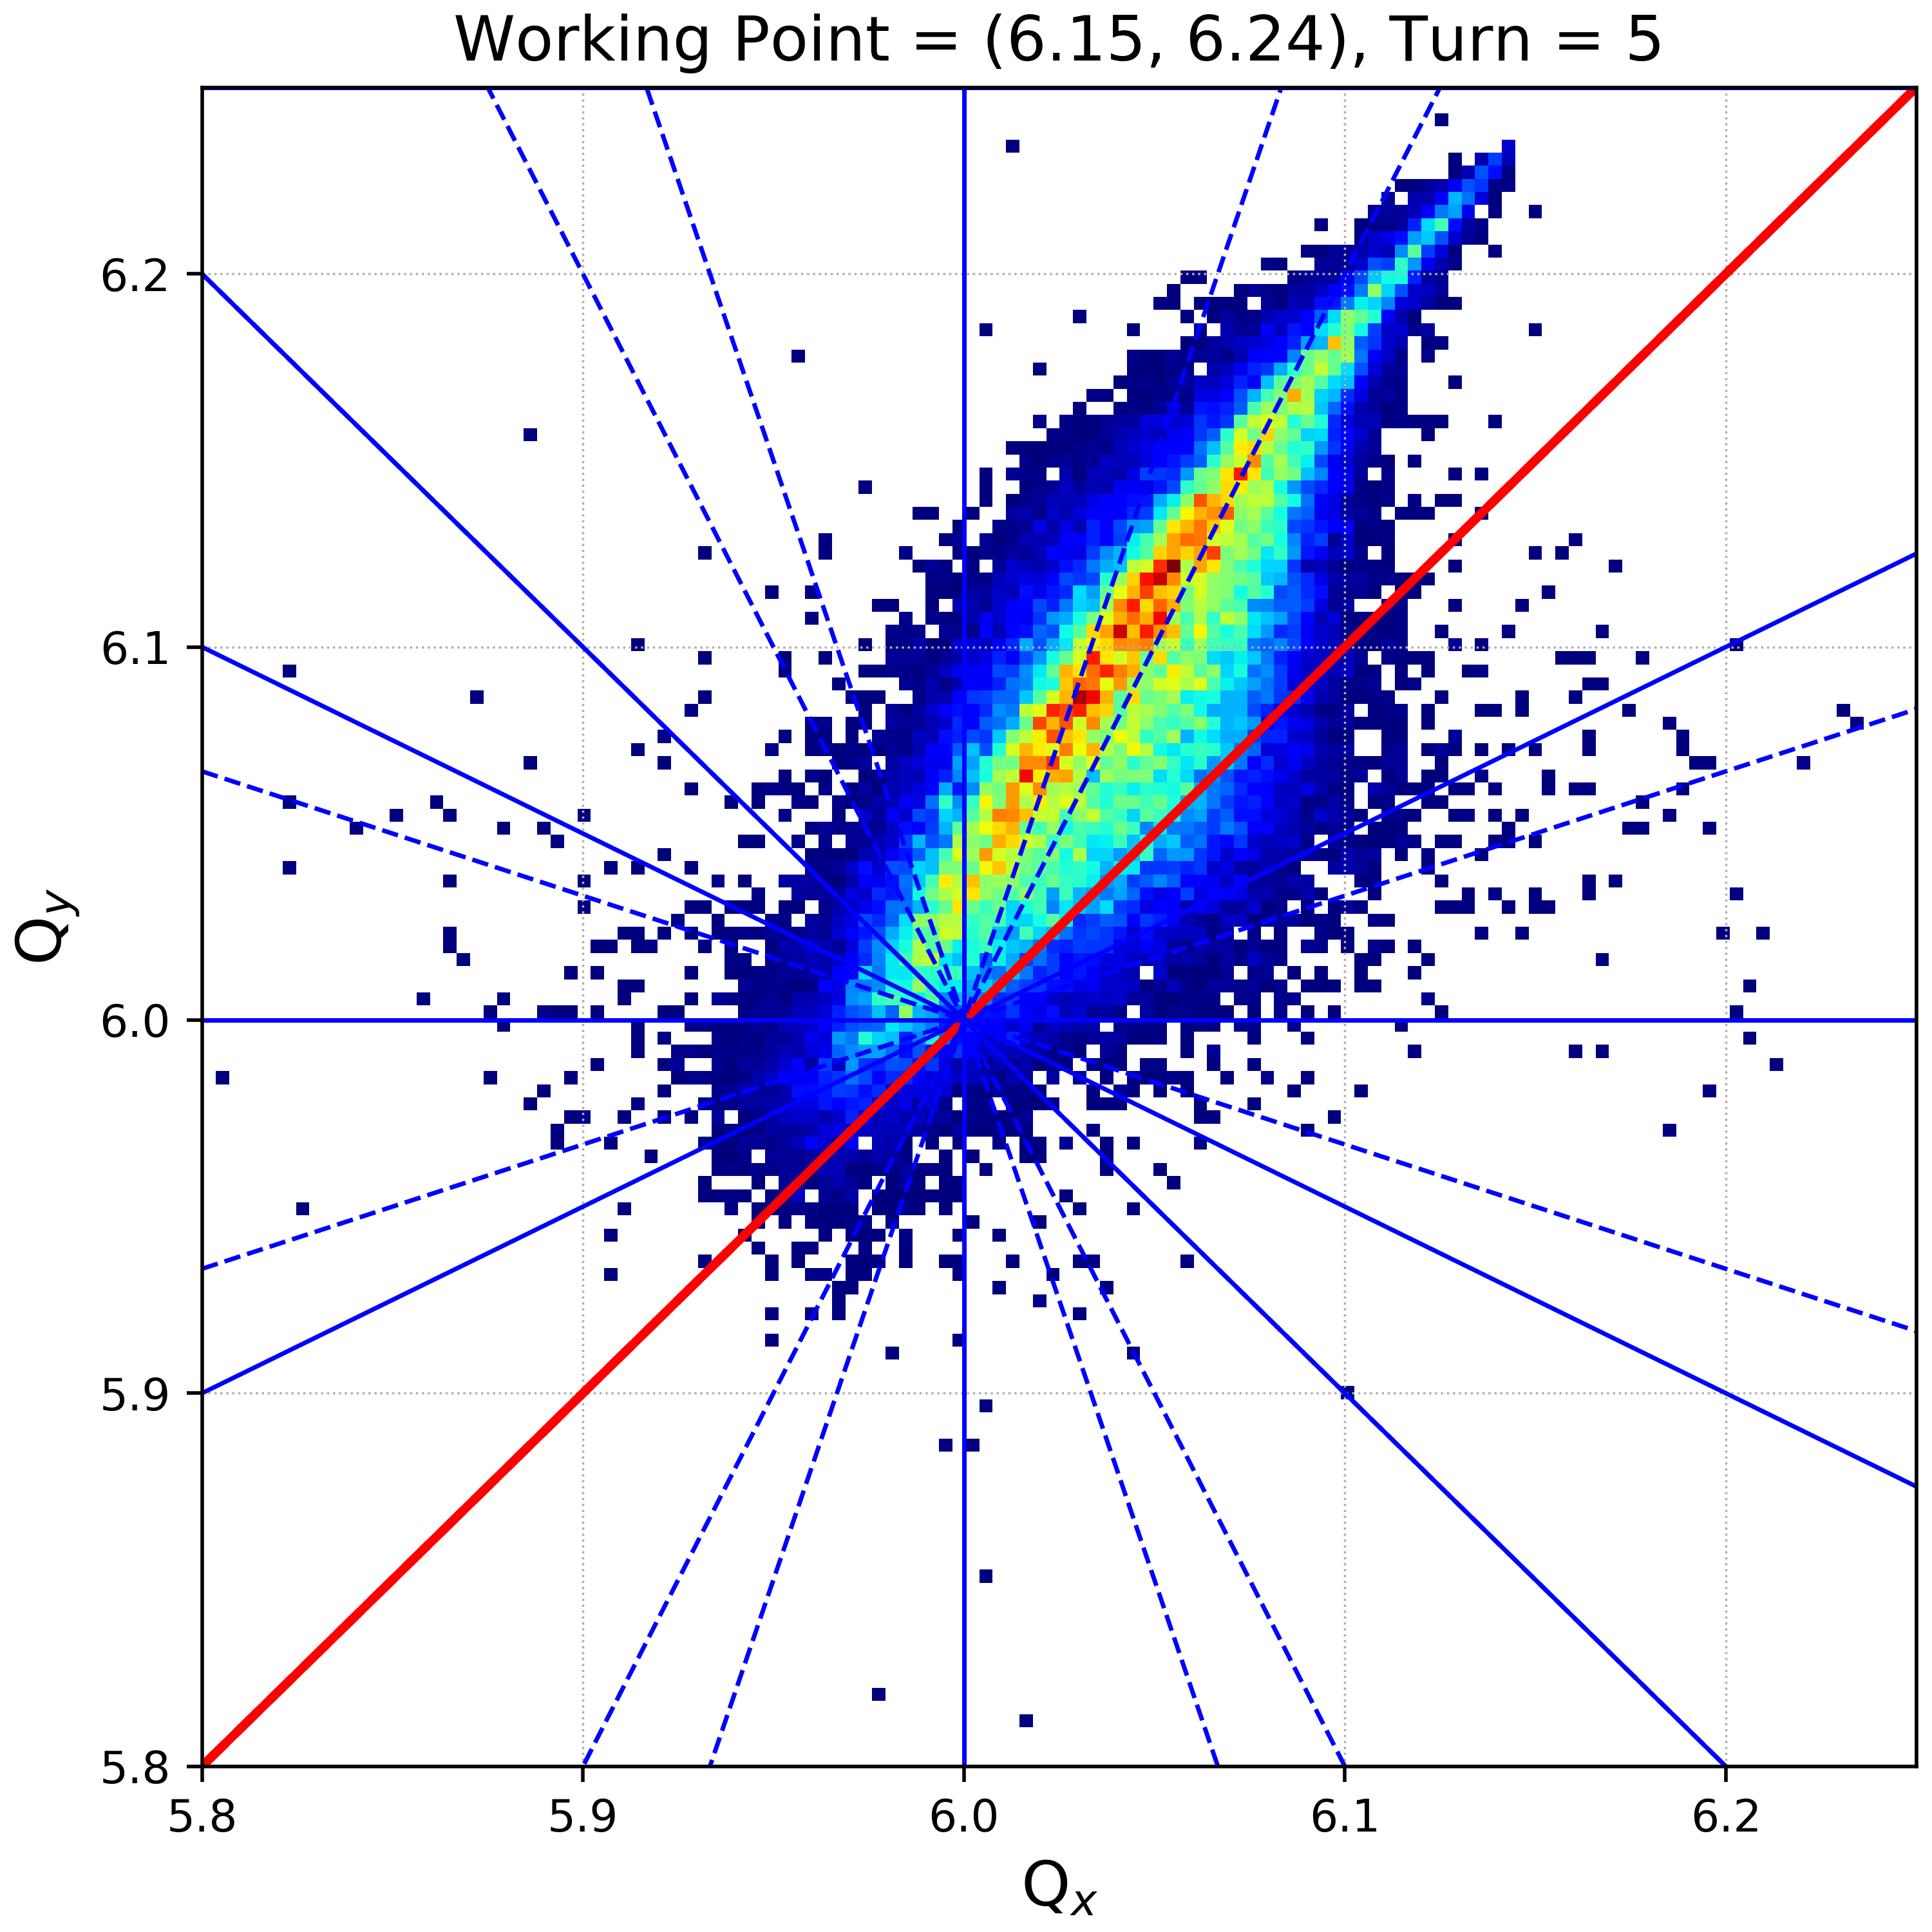 Working Point = (6.15, 6.24), Turn = 5
6.2
6.1
6.0
5.9
5.8
Qy
5.8 5.9 6.0 6.1 6.2
Qx